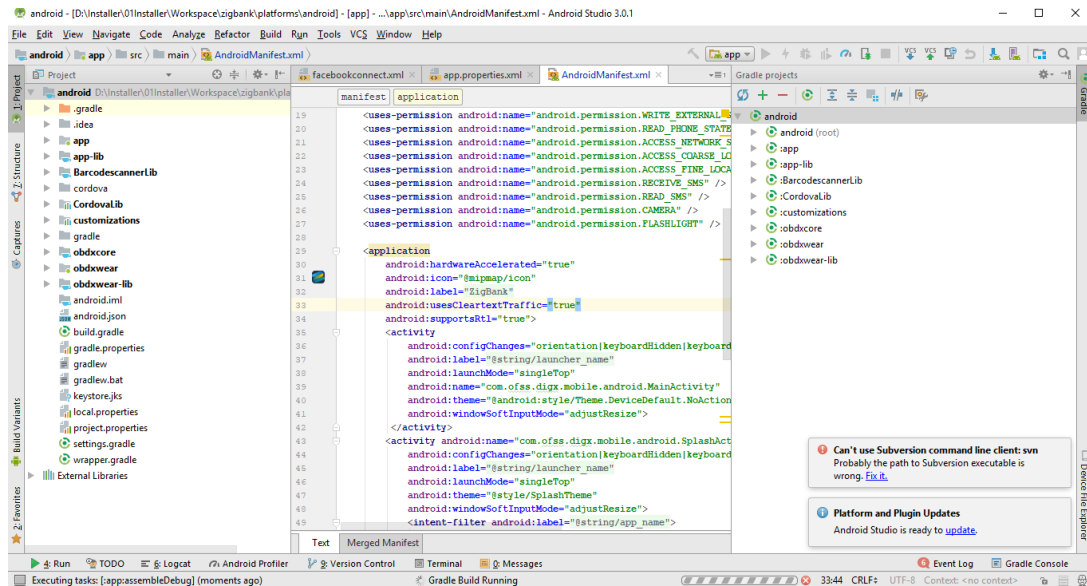 android - [D:\Installer\01Installer\Workspace\zigbank\platforms\android] - [app] - ...\app\src\main\AndroidManifest.xml - Android Studio 3.0.1
File Edit View Navigate Code Analyze Refactor Build Run Tools VCS Window Help
android app src main AndroidManifest.xml app
1: Project
7: Structure
Captures
Build Variants
2: Favorites
Project
android D:\Installer\01Installer\Workspace\zigbank\pla
.gradle
.idea
app
app-lib
BarcodescannerLib
cordova
CordovaLib
customizations
gradle
obdxcore
obdxwear
obdxwear-lib
android.iml
android.json
build.gradle
gradle.properties
gradlew
gradlew.bat
keystore.jks
local.properties
project.properties
settings.gradle
wrapper.gradle
External Libraries
facebookconnect.xml app.properties.xml AndroidManifest.xml
manifest application
19 <uses-permission android:name="android.permission.WRITE_EXTERNAL_
20 <uses-permission android:name="android.permission.READ_PHONE_STATE
21 <uses-permission android:name="android.permission.ACCESS_NETWORK_S
22 <uses-permission android:name="android.permission.ACCESS_COARSE_LO
23 <uses-permission android:name="android.permission.ACCESS_FINE_LOCA
24 <uses-permission android:name="android.permission.RECEIVE_SMS" />
25 <uses-permission android:name="android.permission.READ_SMS" />
26 <uses-permission android:name="android.permission.CAMERA" />
27 <uses-permission android:name="android.permission.FLASHLIGHT" />
28
29 <application
30 android:hardwareAccelerated="true"
31 android:icon="@mipmap/icon"
32 android:label="ZigBank"
33 android:usesCleartextTraffic="true"
34 android:supportsRtl="true">
35 <activity
36 android:configChanges="orientation|keyboardHidden|keyboard
37 android:label="@string/launcher_name"
38 android:launchMode="singleTop"
39 android:name="com.ofss.digx.mobile.android.MainActivity"
40 android:theme="@android:style/Theme.DeviceDefault.NoAction
41 android:windowSoftInputMode="adjustResize">
42 </activity>
43 <activity android:name="com.ofss.digx.mobile.android.SplashAct
44 android:configChanges="orientation|keyboardHidden|keyboard
45 android:label="@string/launcher_name"
46 android:launchMode="singleTop"
47 android:theme="@style/SplashTheme"
48 android:windowSoftInputMode="adjustResize">
49 <intent-filter android:label="@string/app_name">
Text Merged Manifest
Gradle projects
android
android (root)
:app
:app-lib
:BarcodescannerLib
:CordovaLib
:customizations
:obdxcore
:obdxwear
:obdxwear-lib
Gradle
Device File Explorer
Can't use Subversion command line client: svn
Probably the path to Subversion executable is
wrong. Fix it.
Platform and Plugin Updates
Android Studio is ready to update.
4: Run TODO 6: Logcat Android Profiler 9: Version Control Terminal 0: Messages 6 Event Log Gradle Console
Executing tasks: [:app:assembleDebug] (moments ago) Gradle Build Running 33:44 CRLF UTF-8 Context: <no context>